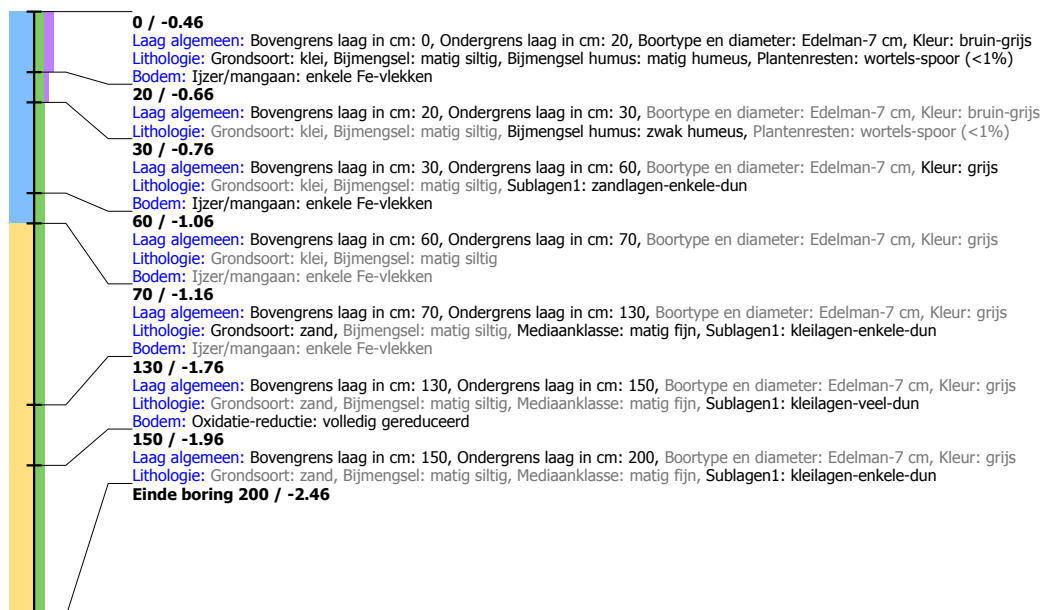 0 / -0.46
Laag algemeen: Bovengrens laag in cm: 0, Ondergrens laag in cm: 20, Boortype en diameter: Edelman-7 cm, Kleur: bruin-grijs
Lithologie: Grondsoort: klei, Bijmengsel: matig siltig, Bijmengsel humus: matig humeus, Plantenresten: wortels-spoor (<1%)
Bodem: Ijzer/mangaan: enkele Fe-vlekken
20 / -0.66
Laag algemeen: Bovengrens laag in cm: 20, Ondergrens laag in cm: 30, Boortype en diameter: Edelman-7 cm, Kleur: bruin-grijs
Lithologie: Grondsoort: klei, Bijmengsel: matig siltig, Bijmengsel humus: zwak humeus, Plantenresten: wortels-spoor (<1%)
30 / -0.76
Laag algemeen: Bovengrens laag in cm: 30, Ondergrens laag in cm: 60, Boortype en diameter: Edelman-7 cm, Kleur: grijs
Lithologie: Grondsoort: klei, Bijmengsel: matig siltig, Sublagen1: zandlagen-enkele-dun
Bodem: Ijzer/mangaan: enkele Fe-vlekken
60 / -1.06
Laag algemeen: Bovengrens laag in cm: 60, Ondergrens laag in cm: 70, Boortype en diameter: Edelman-7 cm, Kleur: grijs
Lithologie: Grondsoort: klei, Bijmengsel: matig siltig
Bodem: Ijzer/mangaan: enkele Fe-vlekken
70 / -1.16
Laag algemeen: Bovengrens laag in cm: 70, Ondergrens laag in cm: 130, Boortype en diameter: Edelman-7 cm, Kleur: grijs
Lithologie: Grondsoort: zand, Bijmengsel: matig siltig, Mediaanklasse: matig fijn, Sublagen1: kleilagen-enkele-dun
Bodem: Ijzer/mangaan: enkele Fe-vlekken
130 / -1.76
Laag algemeen: Bovengrens laag in cm: 130, Ondergrens laag in cm: 150, Boortype en diameter: Edelman-7 cm, Kleur: grijs
Lithologie: Grondsoort: zand, Bijmengsel: matig siltig, Mediaanklasse: matig fijn, Sublagen1: kleilagen-veel-dun
Bodem: Oxidatie-reductie: volledig gereduceerd
150 / -1.96
Laag algemeen: Bovengrens laag in cm: 150, Ondergrens laag in cm: 200, Boortype en diameter: Edelman-7 cm, Kleur: grijs
Lithologie: Grondsoort: zand, Bijmengsel: matig siltig, Mediaanklasse: matig fijn, Sublagen1: kleilagen-enkele-dun
Einde boring 200 / -2.46